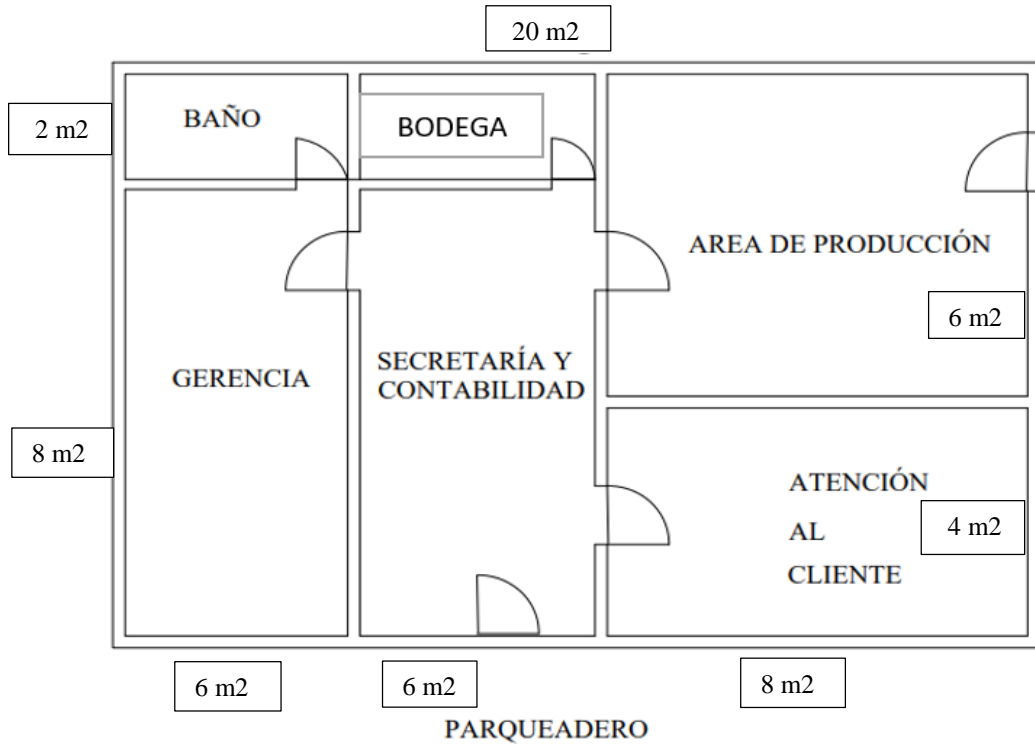 20 m2
2 m2
BAÑO
BODEGA
AREA DE PRODUCCIÓN
6 m2
GERENCIA
SECRETARÍA Y
CONTABILIDAD
8 m2
ATENCIÓN
AL
CLIENTE
4 m2
6 m2
6 m2
8 m2
PARQUEADERO